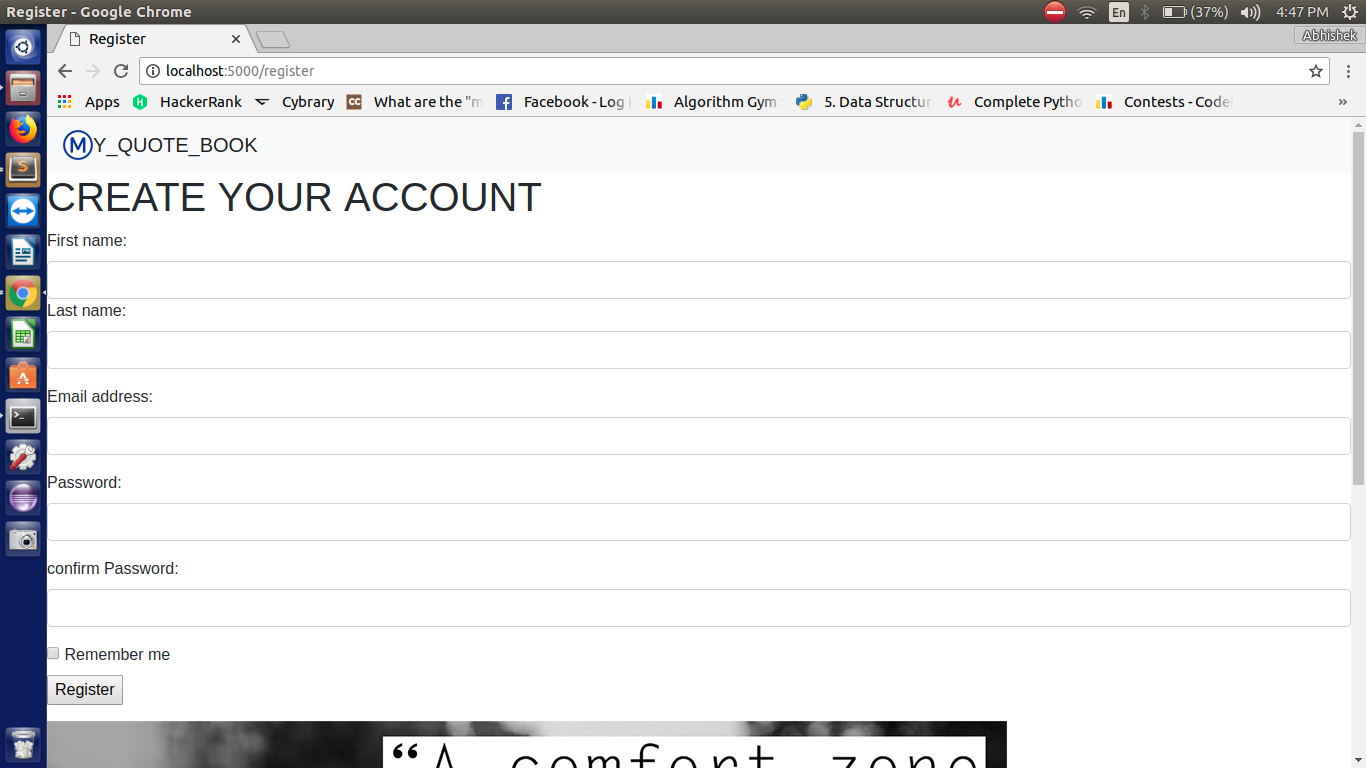 Register - Google Chrome
En
(37%)
4:47 PM
Register
Abhishek
localhost:5000/register
Apps
HackerRank
Cybrary
CC
What are the "m
Facebook - Log
Algorithm Gym
5. Data Structur
Complete Pytho
Contests - Code
»
MY_QUOTE_BOOK
CREATE YOUR ACCOUNT
First name:
Last name:
Email address:
Password:
confirm Password:
Remember me
Register
“A comfort zone